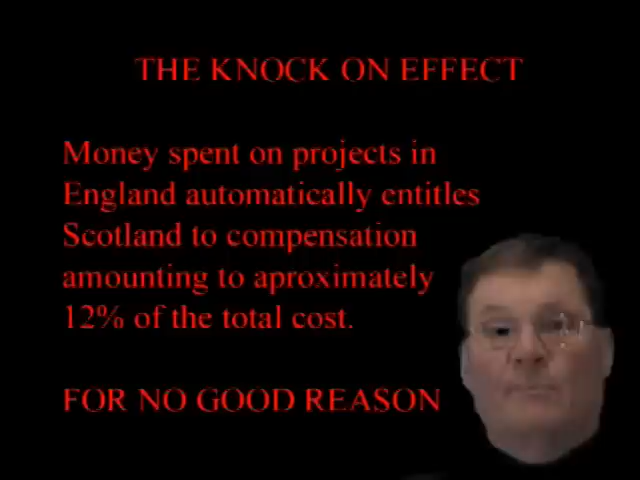 THE KNOCK ON EFFECT
Money spent on projects in
England automatically entitles
Scotland to compensation
amounting to aproximately
12% of the total cost.
FOR NO GOOD REASON